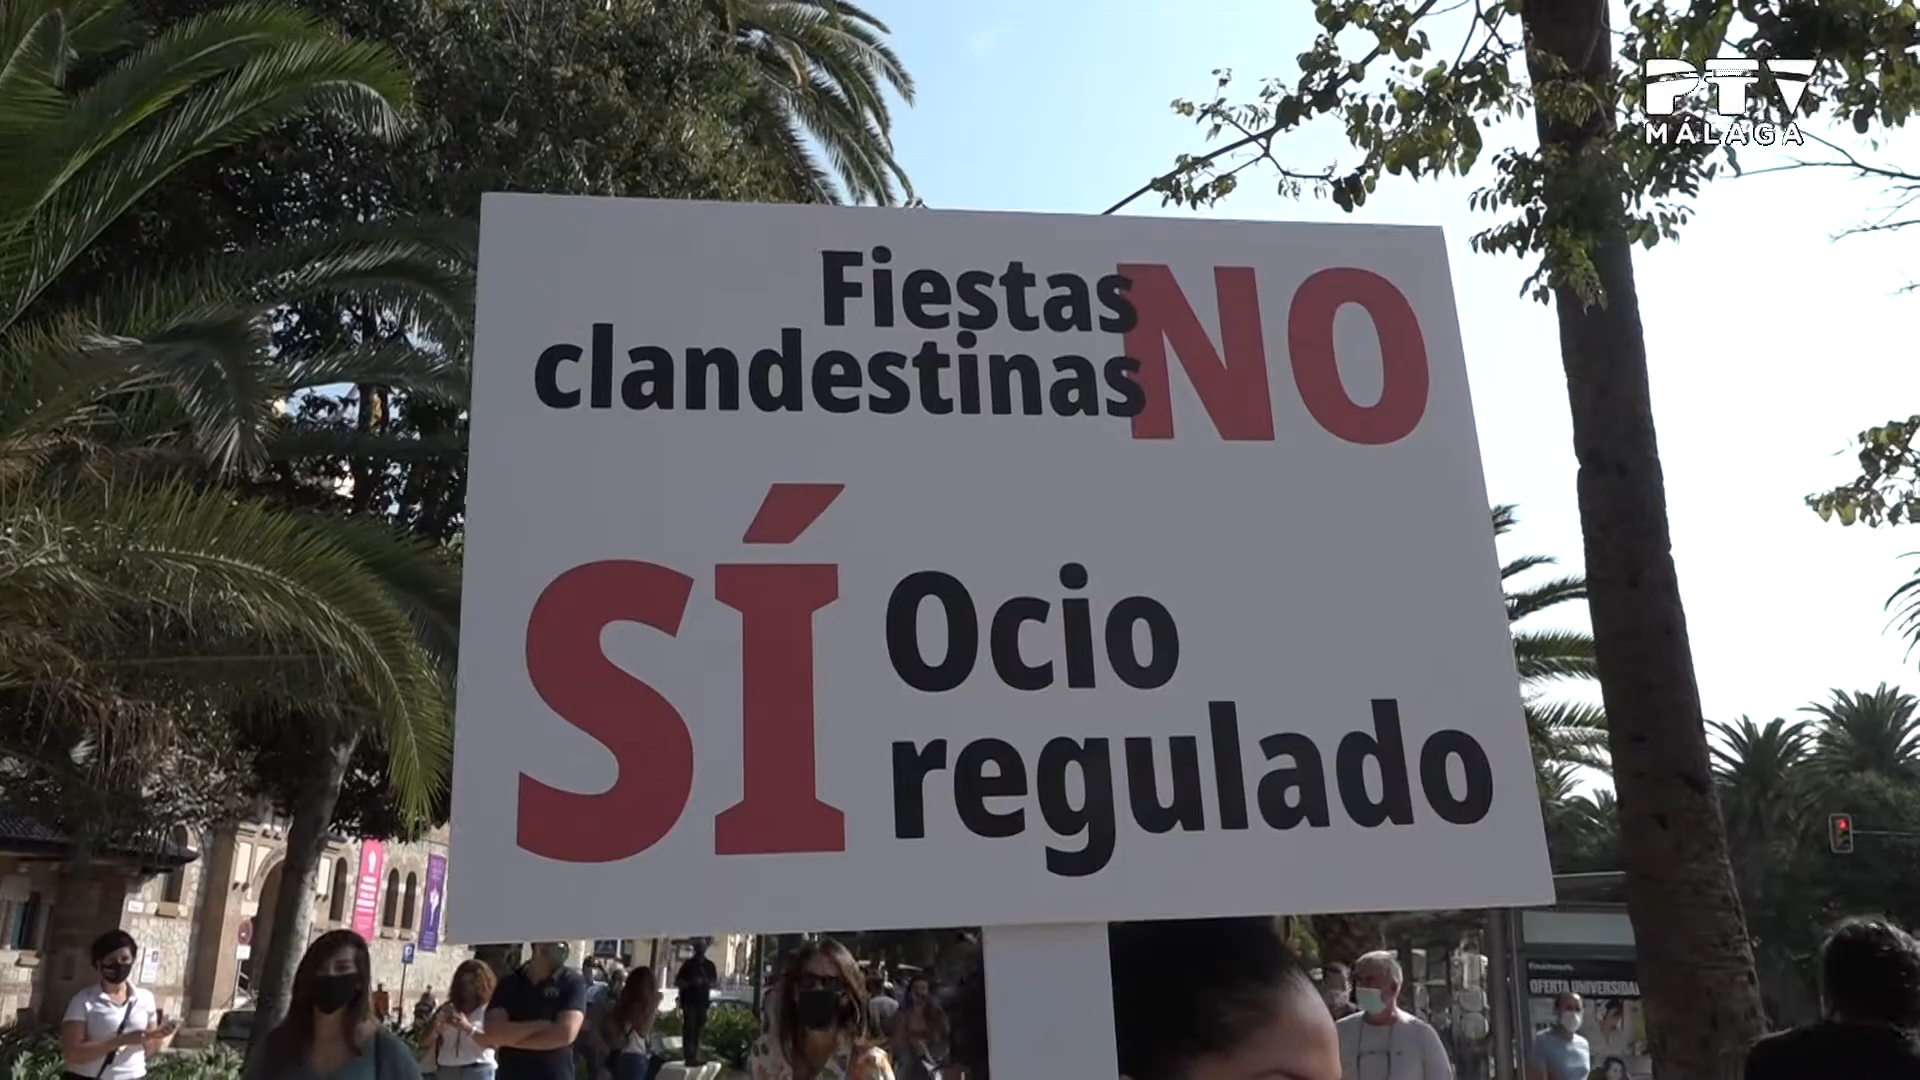 PTV
MÁLAGA
Fiestas NO
clandestinas
SÍ Ocio
regulado
OFERTA UNIVERSIDAD